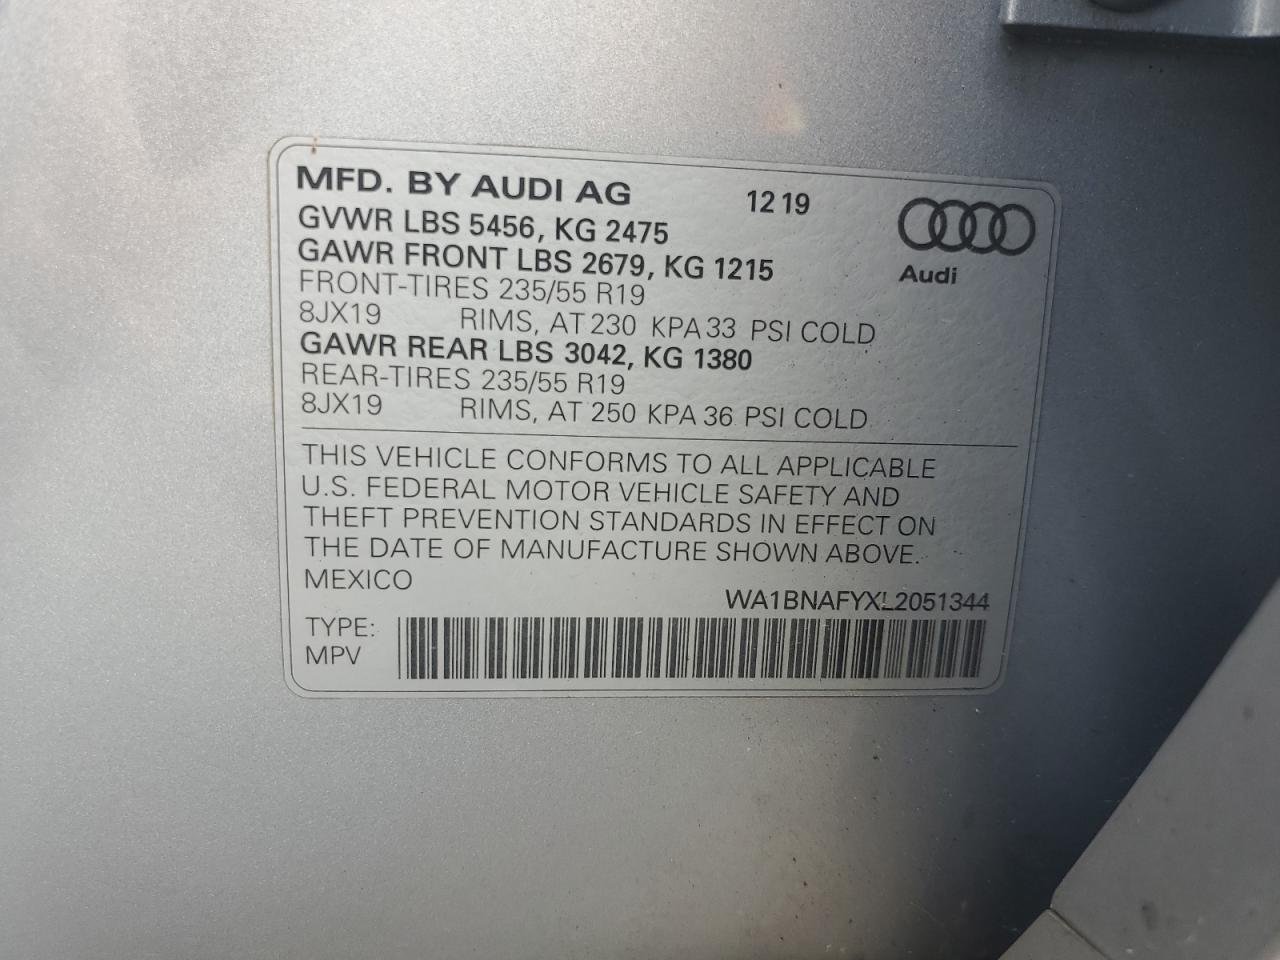 MFD. BY AUDI AG 12 19
GVWR LBS 5456, KG 2475
GAWR FRONT LBS 2679, KG 1215
Audi
FRONT-TIRES 235/55 R19
8JX19 RIMS, AT 230 KPA 33 PSI COLD
GAWR REAR LBS 3042, KG 1380
REAR-TIRES 235/55 R19
8JX19 RIMS, AT 250 KPA 36 PSI COLD
THIS VEHICLE CONFORMS TO ALL APPLICABLE
U.S. FEDERAL MOTOR VEHICLE SAFETY AND
THEFT PREVENTION STANDARDS IN EFFECT ON
THE DATE OF MANUFACTURE SHOWN ABOVE.
MEXICO
WA1BNAFYXL2051344
TYPE:
MPV